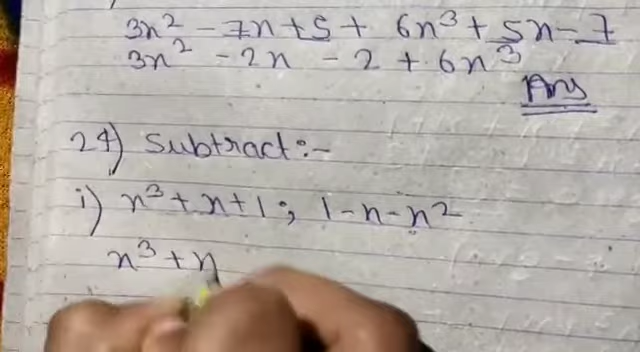 3n² - 7n + 5 + 6n³ + 5n - 7
3n² - 2n - 2 + 6n³
Ans
24) Subtract:-
i) n³ + n + 1 ; 1 - n - n²
n³ + n